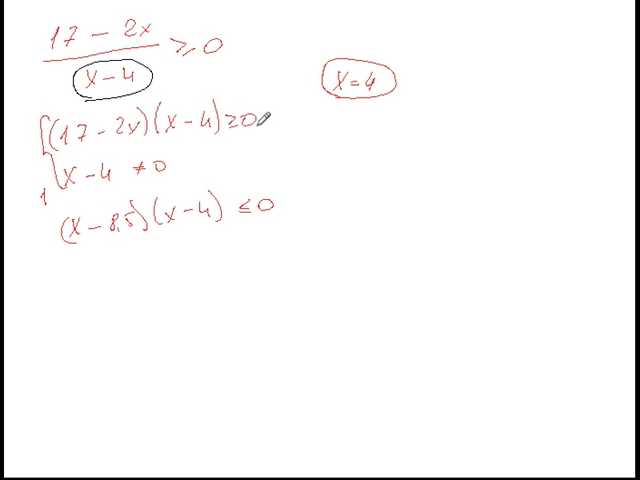 17 - 2x / x - 4 ≥ 0
x = 4
(17 - 2x)(x - 4) ≥ 0
x - 4 ≠ 0
(x - 8,5)(x - 4) ≤ 0